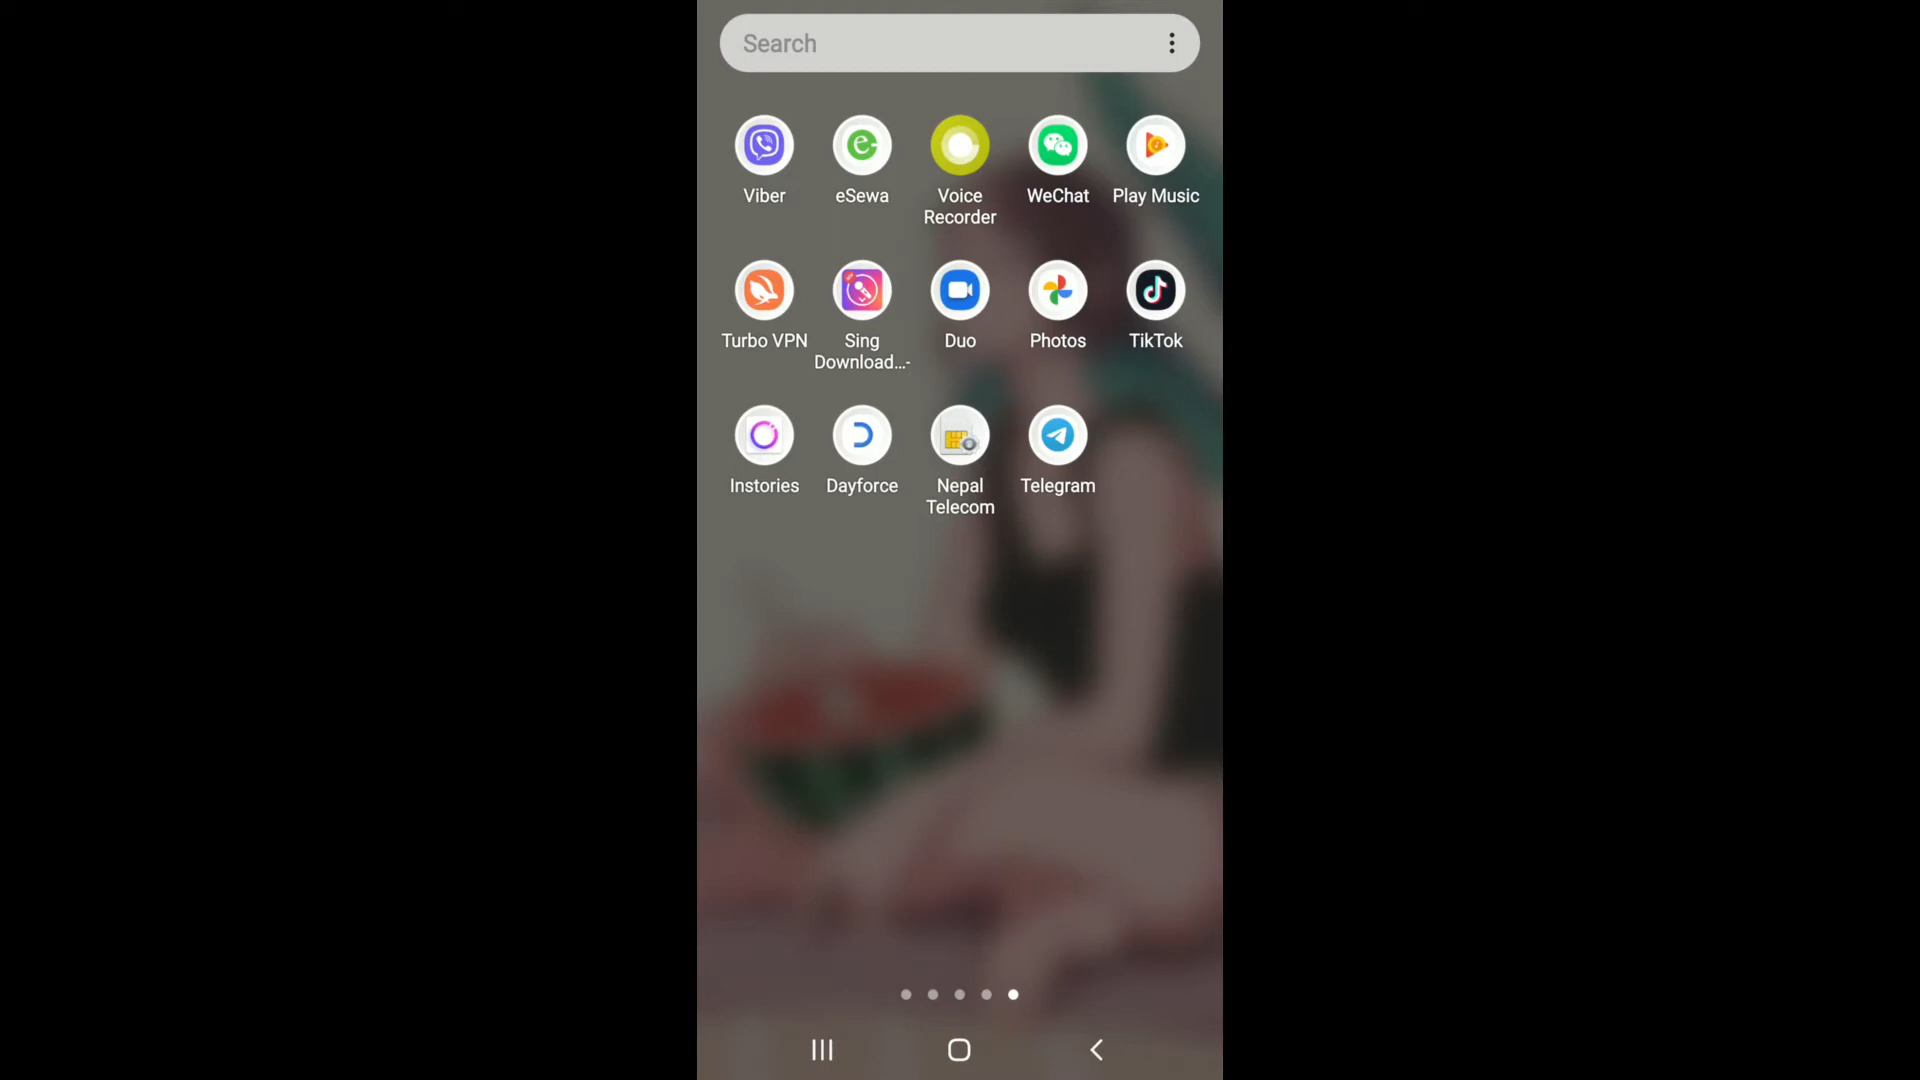 Search
Viber
eSewa
Voice
Recorder
WeChat
Play Music
Turbo VPN
Sing
Download...-
Duo
Photos
TikTok
Instories
Dayforce
Nepal
Telecom
Telegram